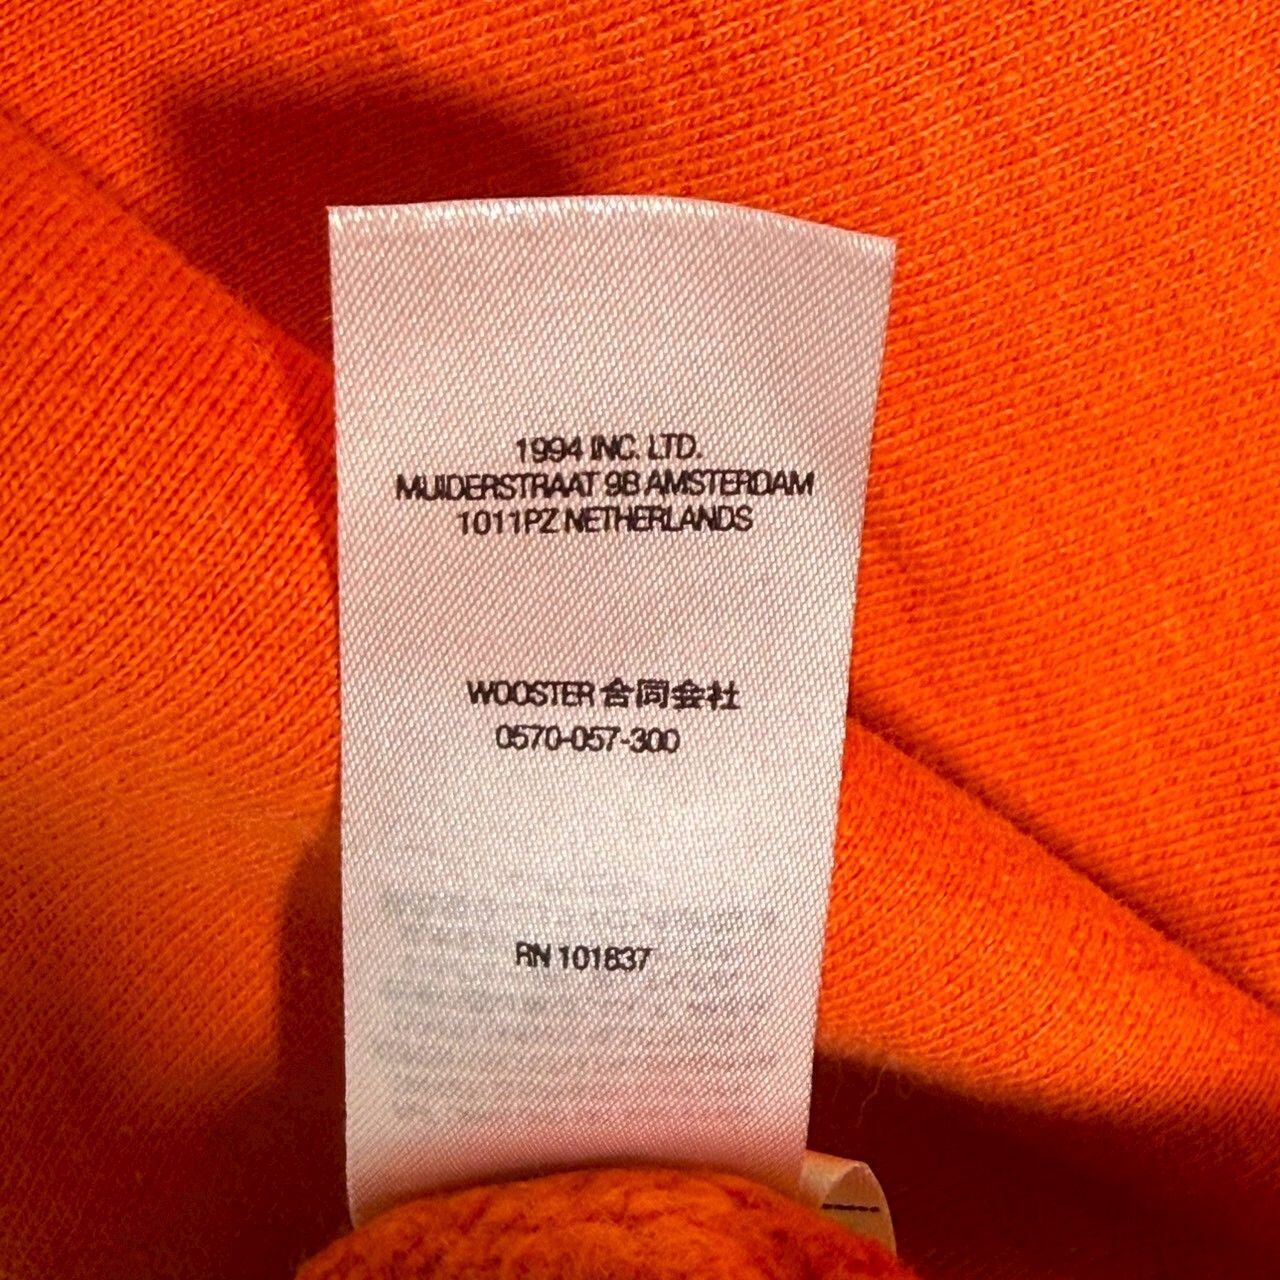 1994 INC. LTD.
MUIDERSTRAAT 9B AMSTERDAM
1011PZ NETHERLANDS
WOOSTER 合同会社
0570-057-300
RN 101837